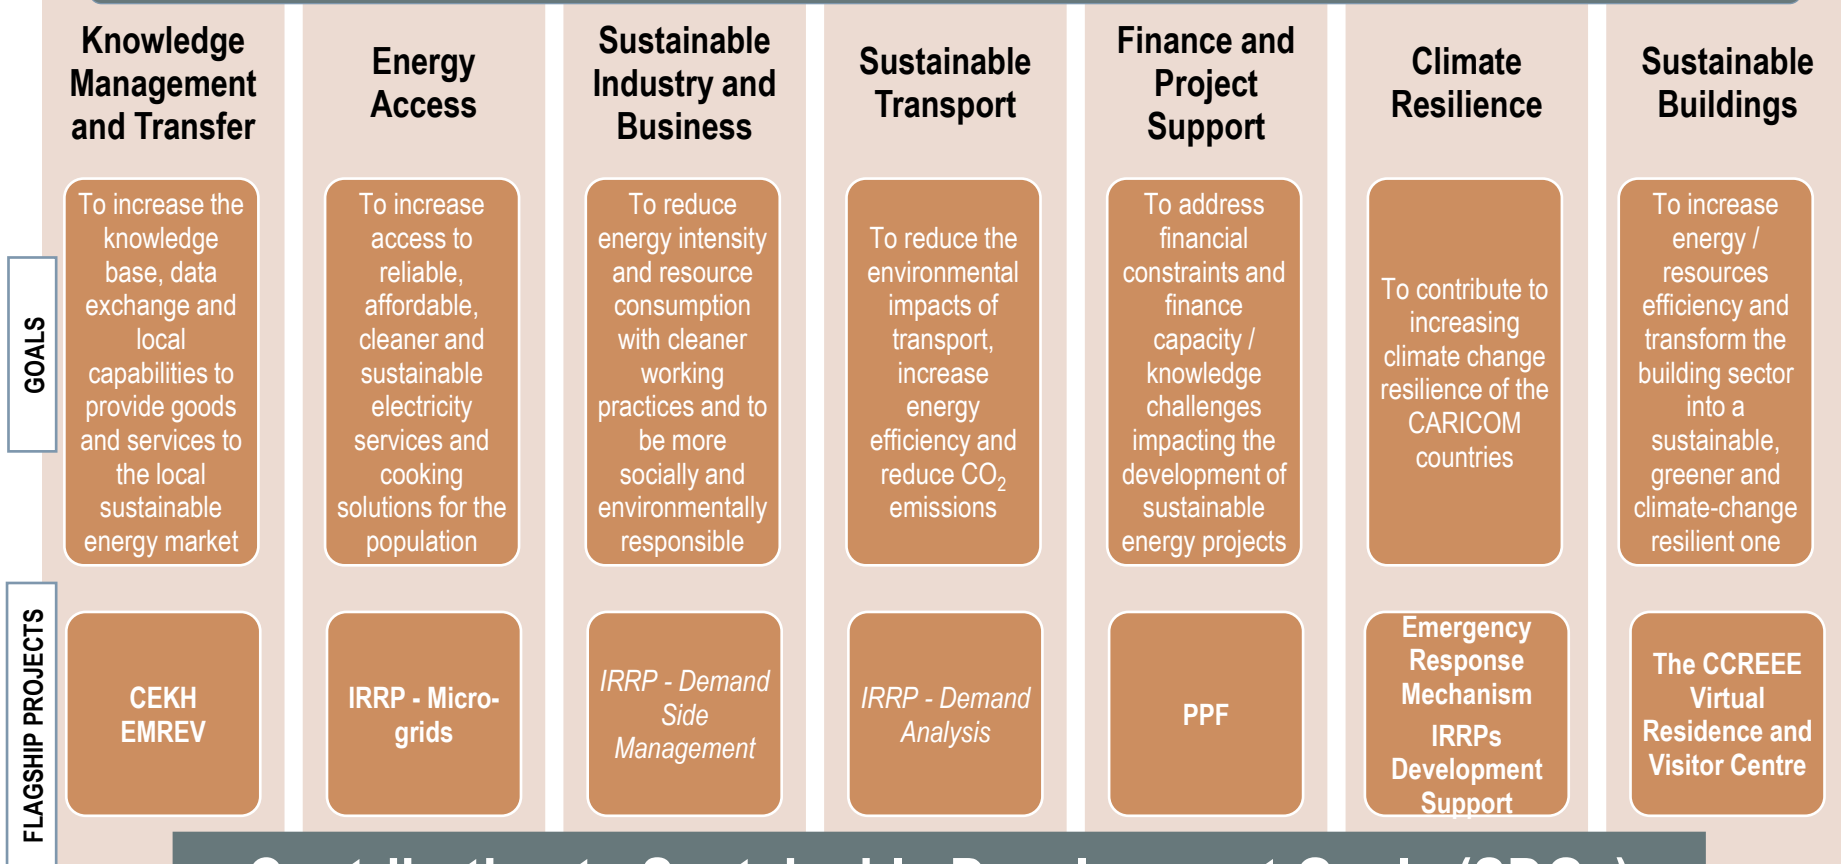 Knowledge
Management
and Transfer
Energy
Access
Sustainable
Industry and
Business
Sustainable
Transport
Finance and
Project
Support
Climate
Resilience
Sustainable
Buildings
GOALS
To increase the
knowledge
base, data
exchange and
local
capabilities to
provide goods
and services to
the local
sustainable
energy market
To increase
access to
reliable,
affordable,
cleaner and
sustainable
electricity
services and
cooking
solutions for the
population
To reduce
energy intensity
and resource
consumption
with cleaner
working
practices and to
be more
socially and
environmentally
responsible
To reduce the
environmental
impacts of
transport,
increase
energy
efficiency and
reduce CO₂
emissions
To address
financial
constraints and
finance
capacity /
knowledge
challenges
impacting the
development of
sustainable
energy projects
To contribute to
increasing
climate change
resilience of the
CARICOM
countries
To increase
energy /
resources
efficiency and
transform the
building sector
into a
sustainable,
greener and
climate-change
resilient one
FLAGSHIP PROJECTS
CEKH
EMREV
IRRP - Micro-
grids
IRRP - Demand
Side
Management
IRRP - Demand
Analysis
PPF
Emergency
Response
Mechanism
IRRPs
Development
Support
The CCREEE
Virtual
Residence and
Visitor Centre
Contribution to Sustainable Development Goals (SDGs)